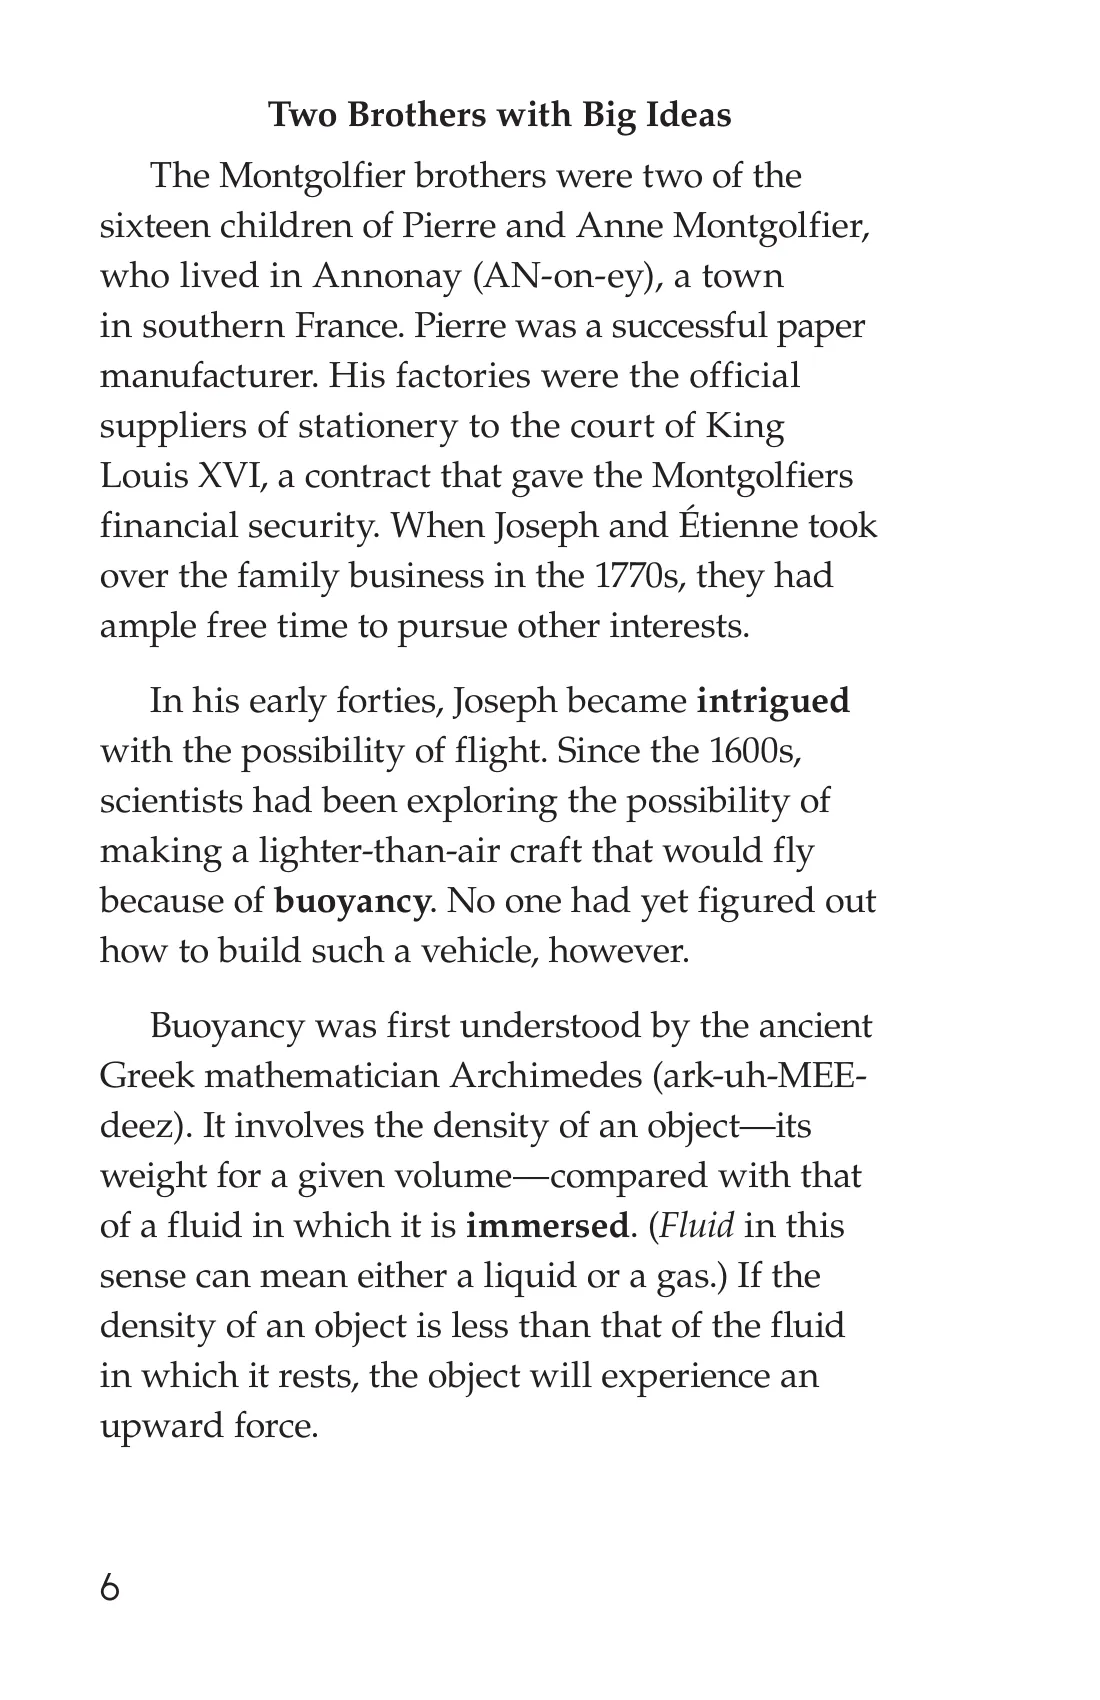 Two Brothers with Big Ideas
The Montgolfier brothers were two of the
sixteen children of Pierre and Anne Montgolfier,
who lived in Annonay (AN-on-ey), a town
in southern France. Pierre was a successful paper
manufacturer. His factories were the official
suppliers of stationery to the court of King
Louis XVI, a contract that gave the Montgolfiers
financial security. When Joseph and Étienne took
over the family business in the 1770s, they had
ample free time to pursue other interests.
In his early forties, Joseph became intrigued
with the possibility of flight. Since the 1600s,
scientists had been exploring the possibility of
making a lighter-than-air craft that would fly
because of buoyancy. No one had yet figured out
how to build such a vehicle, however.
Buoyancy was first understood by the ancient
Greek mathematician Archimedes (ark-uh-MEE-
deez). It involves the density of an object—its
weight for a given volume—compared with that
of a fluid in which it is immersed. (Fluid in this
sense can mean either a liquid or a gas.) If the
density of an object is less than that of the fluid
in which it rests, the object will experience an
upward force.
6